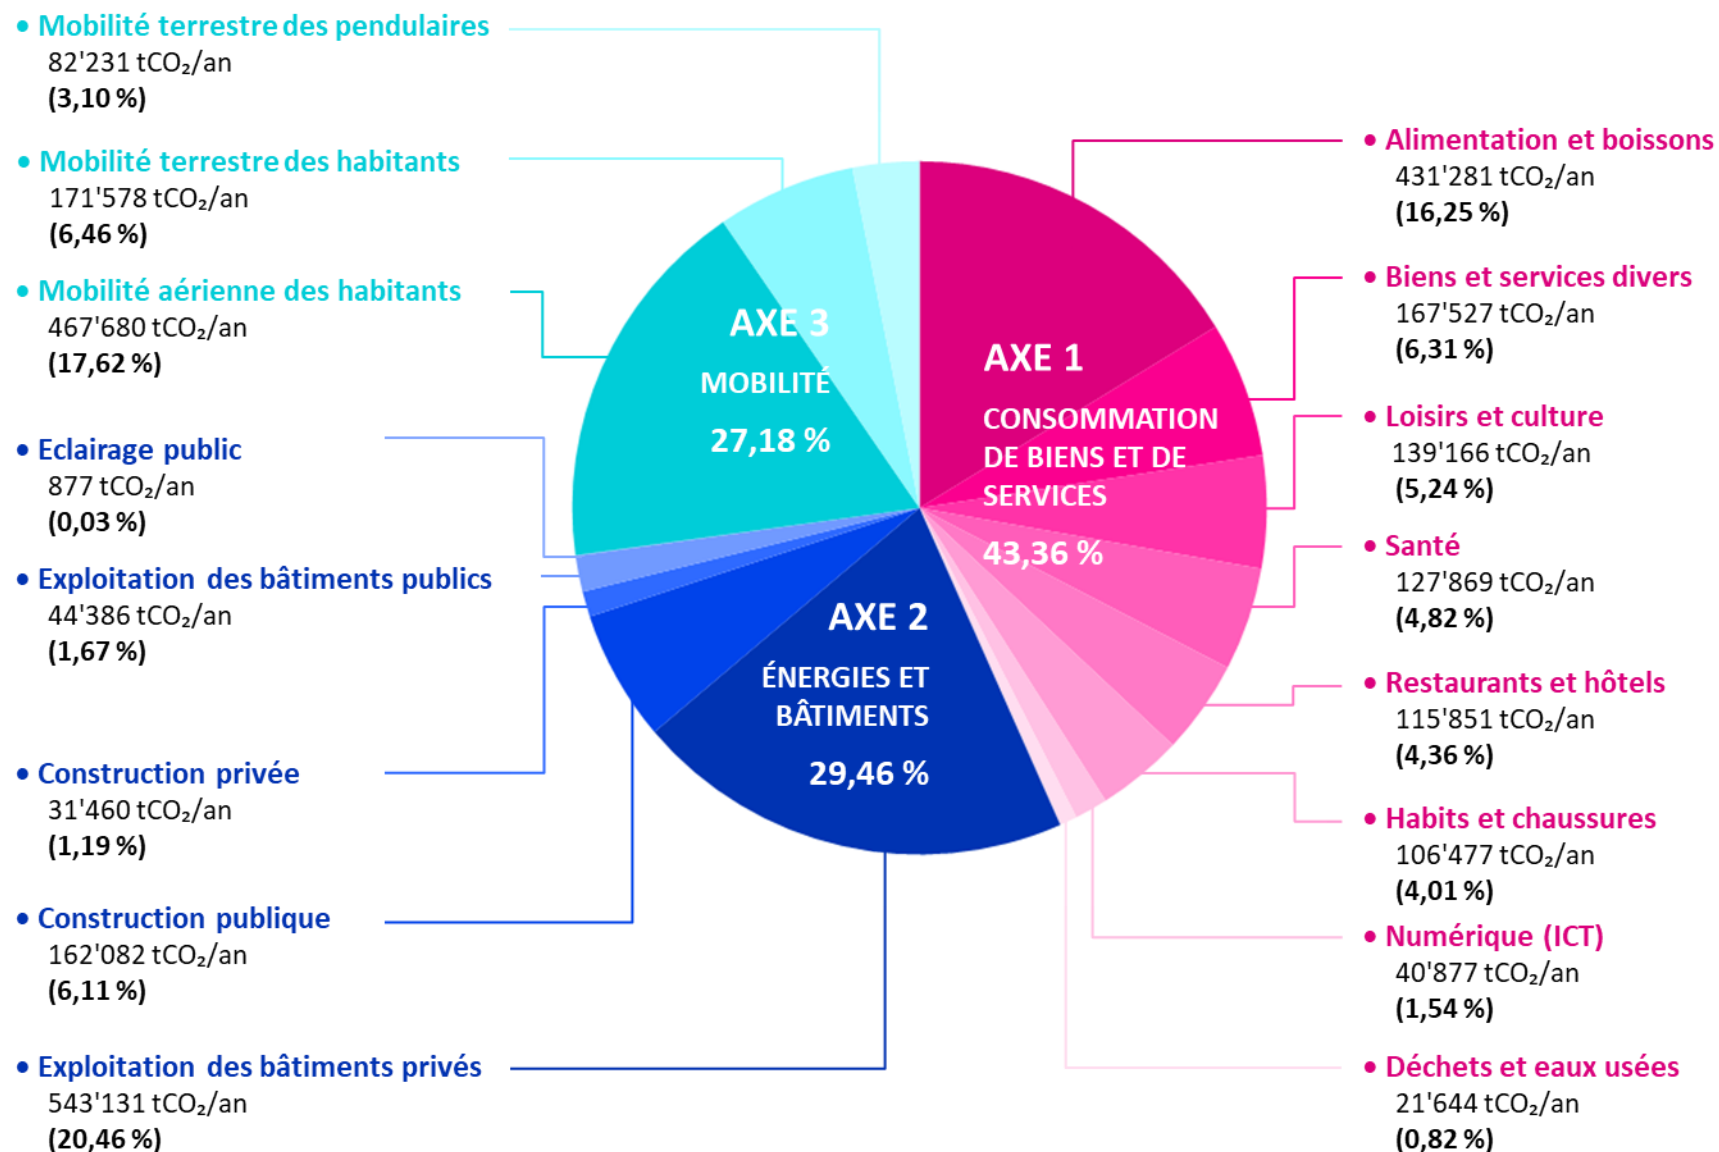 • Mobilité terrestre des pendulaires
82'231 tCO₂/an
(3,10 %)
• Mobilité terrestre des habitants
171'578 tCO₂/an
(6,46 %)
• Mobilité aérienne des habitants
467'680 tCO₂/an
(17,62 %)
• Eclairage public
877 tCO₂/an
(0,03 %)
• Exploitation des bâtiments publics
44'386 tCO₂/an
(1,67 %)
• Construction privée
31'460 tCO₂/an
(1,19 %)
• Construction publique
162'082 tCO₂/an
(6,11 %)
• Exploitation des bâtiments privés
543'131 tCO₂/an
(20,46 %)
AXE 3
MOBILITÉ
27,18 %
AXE 1
CONSOMMATION
DE BIENS ET DE
SERVICES
43,36 %
AXE 2
ÉNERGIES ET
BÂTIMENTS
29,46 %
• Alimentation et boissons
431'281 tCO₂/an
(16,25 %)
• Biens et services divers
167'527 tCO₂/an
(6,31 %)
• Loisirs et culture
139'166 tCO₂/an
(5,24 %)
• Santé
127'869 tCO₂/an
(4,82 %)
• Restaurants et hôtels
115'851 tCO₂/an
(4,36 %)
• Habits et chaussures
106'477 tCO₂/an
(4,01 %)
• Numérique (ICT)
40'877 tCO₂/an
(1,54 %)
• Déchets et eaux usées
21'644 tCO₂/an
(0,82 %)